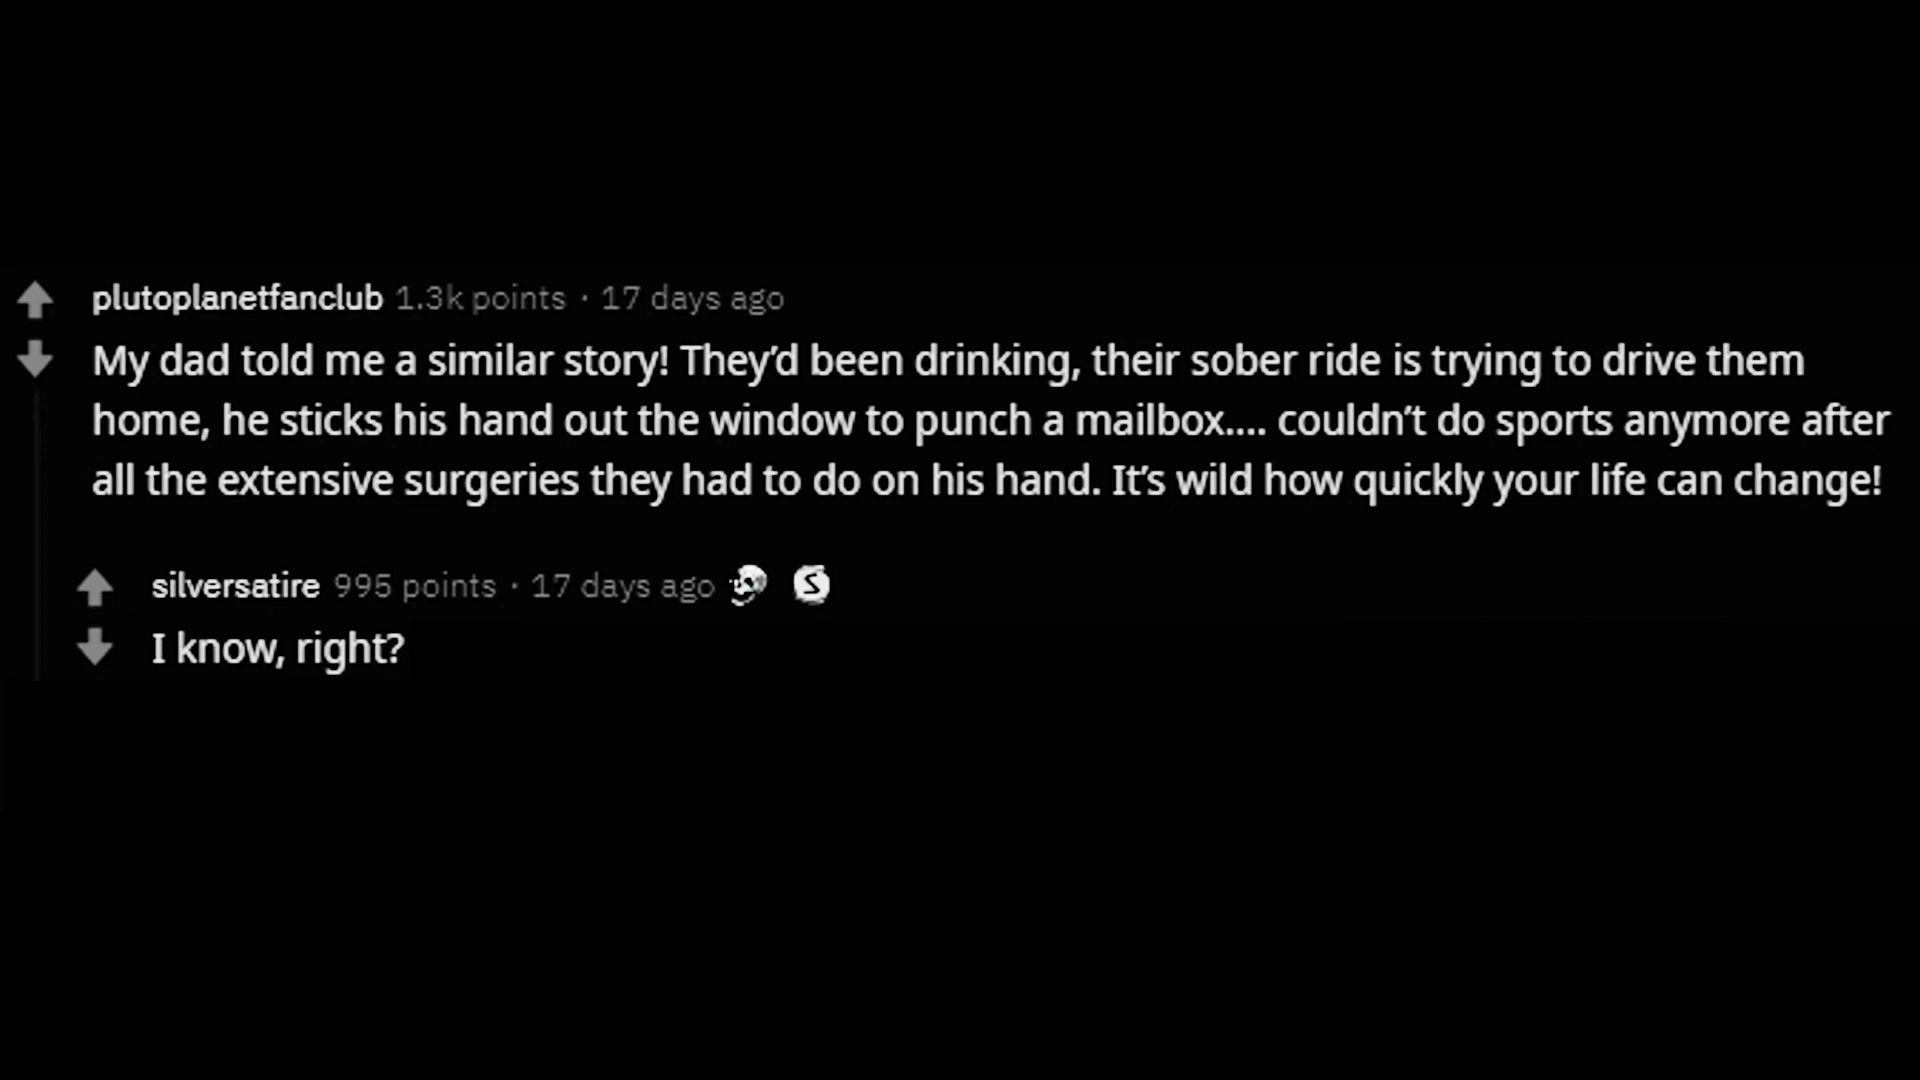 plutoplanetfanclub 1.3k points · 17 days ago
My dad told me a similar story! They’d been drinking, their sober ride is trying to drive them
home, he sticks his hand out the window to punch a mailbox.... couldn’t do sports anymore after
all the extensive surgeries they had to do on his hand. It’s wild how quickly your life can change!
silversatire 995 points · 17 days ago S
I know, right?